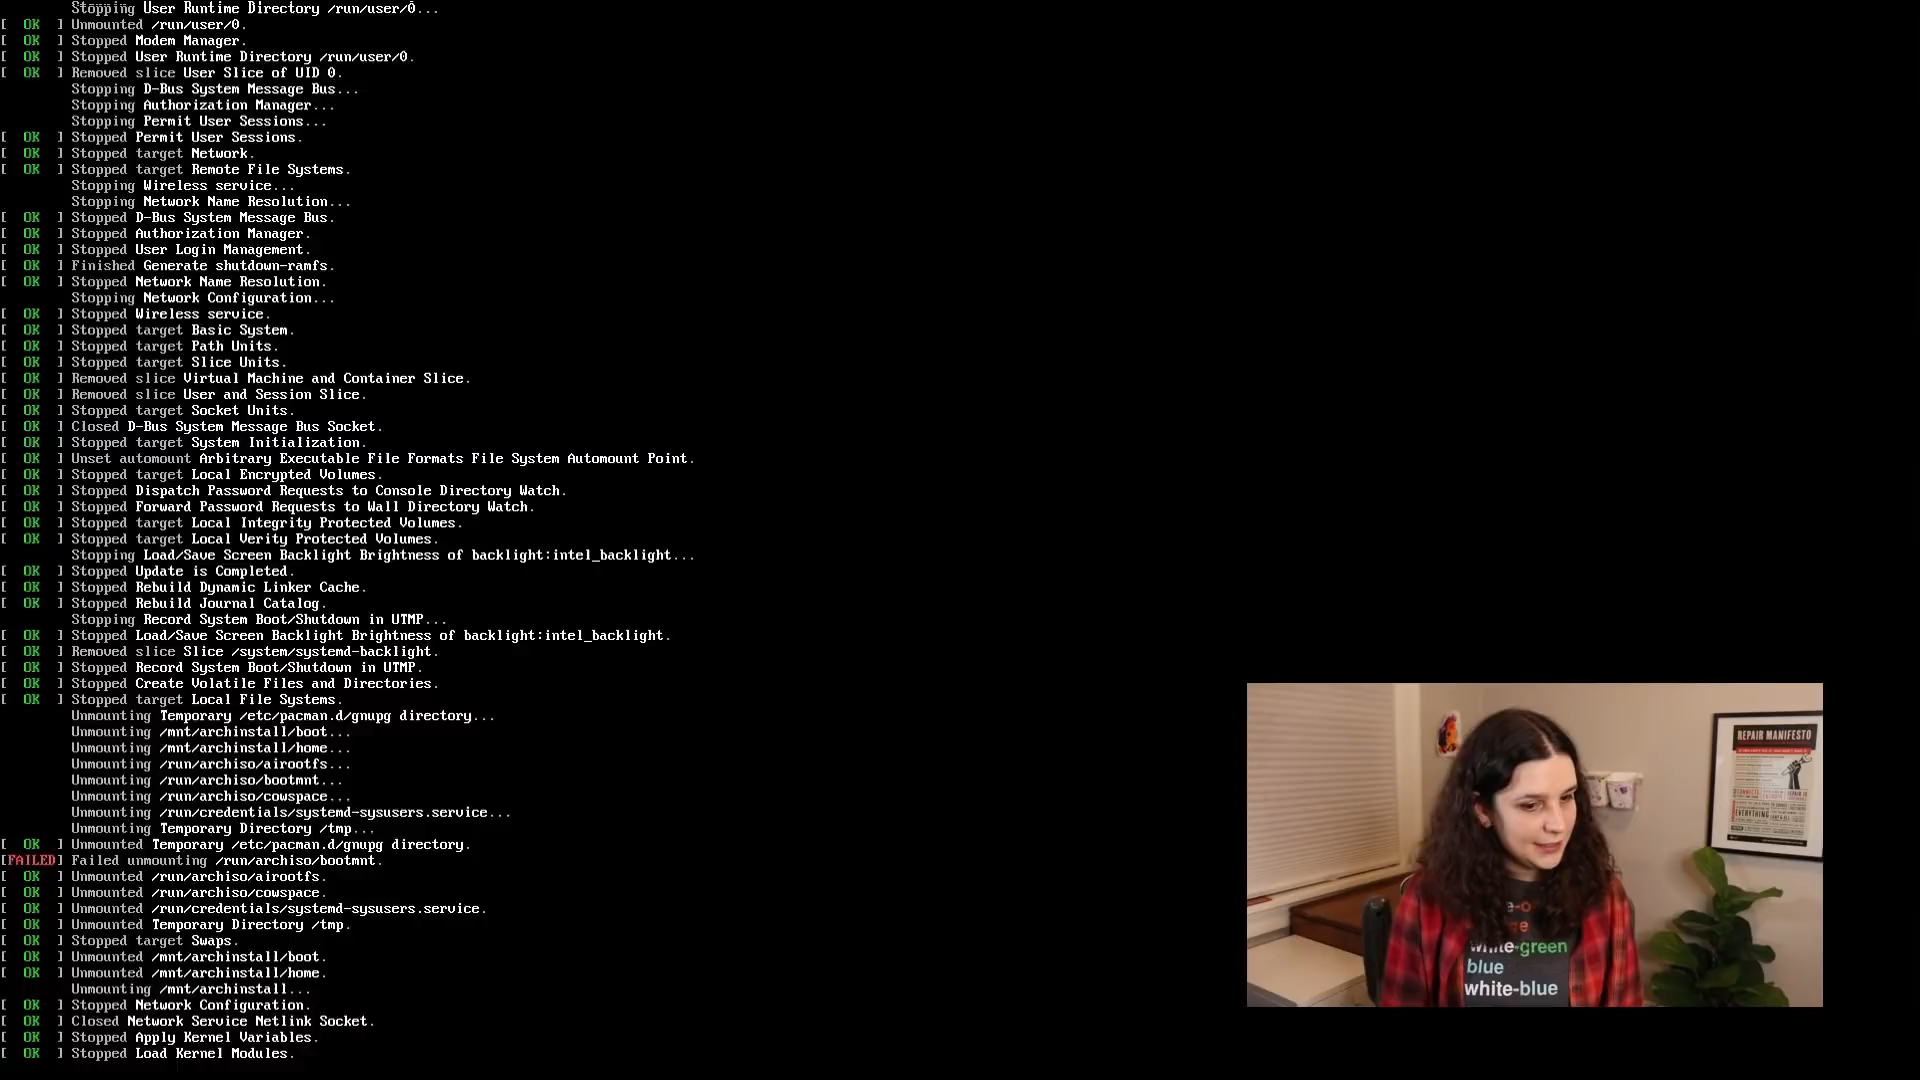 Stopping User Runtime Directory /run/user/0...
[  OK  ] Unmounted /run/user/0.
[  OK  ] Stopped Modem Manager.
[  OK  ] Stopped User Runtime Directory /run/user/0.
[  OK  ] Removed slice User Slice of UID 0.
Stopping D-Bus System Message Bus...
Stopping Authorization Manager...
Stopping Permit User Sessions...
[  OK  ] Stopped Permit User Sessions.
[  OK  ] Stopped target Network.
[  OK  ] Stopped target Remote File Systems.
Stopping Wireless service...
Stopping Network Name Resolution...
[  OK  ] Stopped D-Bus System Message Bus.
[  OK  ] Stopped Authorization Manager.
[  OK  ] Stopped User Login Management.
[  OK  ] Finished Generate shutdown-ramfs.
[  OK  ] Stopped Network Name Resolution.
Stopping Network Configuration...
[  OK  ] Stopped Wireless service.
[  OK  ] Stopped target Basic System.
[  OK  ] Stopped target Path Units.
[  OK  ] Stopped target Slice Units.
[  OK  ] Removed slice Virtual Machine and Container Slice.
[  OK  ] Removed slice User and Session Slice.
[  OK  ] Stopped target Socket Units.
[  OK  ] Closed D-Bus System Message Bus Socket.
[  OK  ] Stopped target System Initialization.
[  OK  ] Unset automount Arbitrary Executable File Formats File System Automount Point.
[  OK  ] Stopped target Local Encrypted Volumes.
[  OK  ] Stopped Dispatch Password Requests to Console Directory Watch.
[  OK  ] Stopped Forward Password Requests to Wall Directory Watch.
[  OK  ] Stopped target Local Integrity Protected Volumes.
[  OK  ] Stopped target Local Verity Protected Volumes.
Stopping Load/Save Screen Backlight Brightness of backlight:intel_backlight...
[  OK  ] Stopped Update is Completed.
[  OK  ] Stopped Rebuild Dynamic Linker Cache.
[  OK  ] Stopped Rebuild Journal Catalog.
Stopping Record System Boot/Shutdown in UTMP...
[  OK  ] Stopped Load/Save Screen Backlight Brightness of backlight:intel_backlight.
[  OK  ] Removed slice Slice /system/systemd-backlight.
[  OK  ] Stopped Record System Boot/Shutdown in UTMP.
[  OK  ] Stopped Create Volatile Files and Directories.
[  OK  ] Stopped target Local File Systems.
Unmounting Temporary /etc/pacman.d/gnupg directory...
Unmounting /mnt/archinstall/boot...
Unmounting /mnt/archinstall/home...
Unmounting /run/archiso/airootfs...
Unmounting /run/archiso/bootmnt...
Unmounting /run/archiso/cowspace...
Unmounting /run/credentials/systemd-sysusers.service...
Unmounting Temporary Directory /tmp...
[  OK  ] Unmounted Temporary /etc/pacman.d/gnupg directory.
[FAILED] Failed unmounting /run/archiso/bootmnt.
[  OK  ] Unmounted /run/archiso/airootfs.
[  OK  ] Unmounted /run/archiso/cowspace.
[  OK  ] Unmounted /run/credentials/systemd-sysusers.service.
[  OK  ] Unmounted Temporary Directory /tmp.
[  OK  ] Stopped target Swaps.
[  OK  ] Unmounted /mnt/archinstall/boot.
[  OK  ] Unmounted /mnt/archinstall/home.
Unmounting /mnt/archinstall...
[  OK  ] Stopped Network Configuration.
[  OK  ] Closed Network Service Netlink Socket.
[  OK  ] Stopped Apply Kernel Variables.
[  OK  ] Stopped Load Kernel Modules.
REPAIR MANIFESTO
EVERYTHING
white-green
blue
white-blue